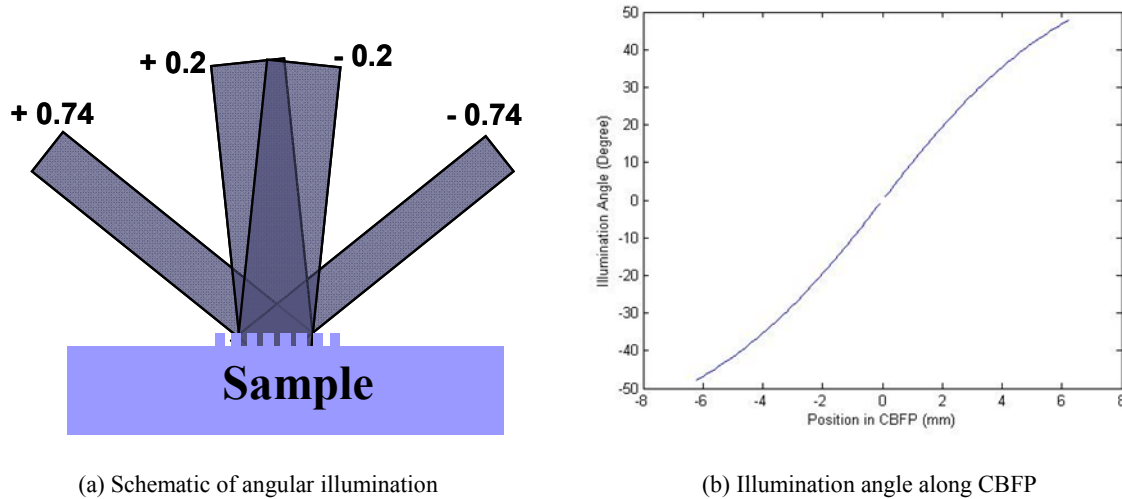 + 0.2
- 0.2
+ 0.74
- 0.74
Sample
(a) Schematic of angular illumination
50
40
30
20
10
0
-10
-20
-30
-40
-50
Illumination Angle (Degree)
-8 -6 -4 -2 0 2 4 6 8
Position in CBFP (mm)
(b) Illumination angle along CBFP